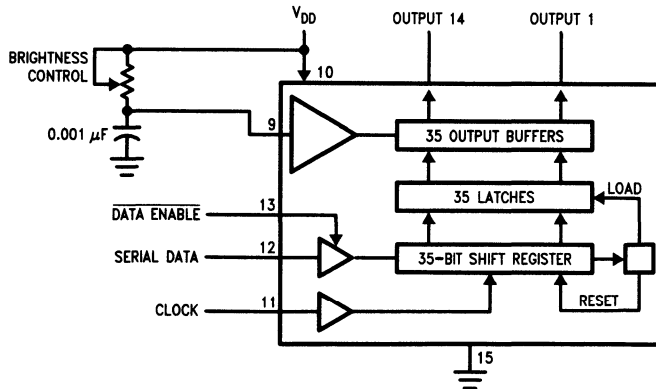 V_DD
OUTPUT 14
OUTPUT 1
BRIGHTNESS
CONTROL
10
0.001 μF
9
35 OUTPUT BUFFERS
35 LATCHES
LOAD
DATA ENABLE
13
SERIAL DATA
12
35-BIT SHIFT REGISTER
CLOCK
11
RESET
15